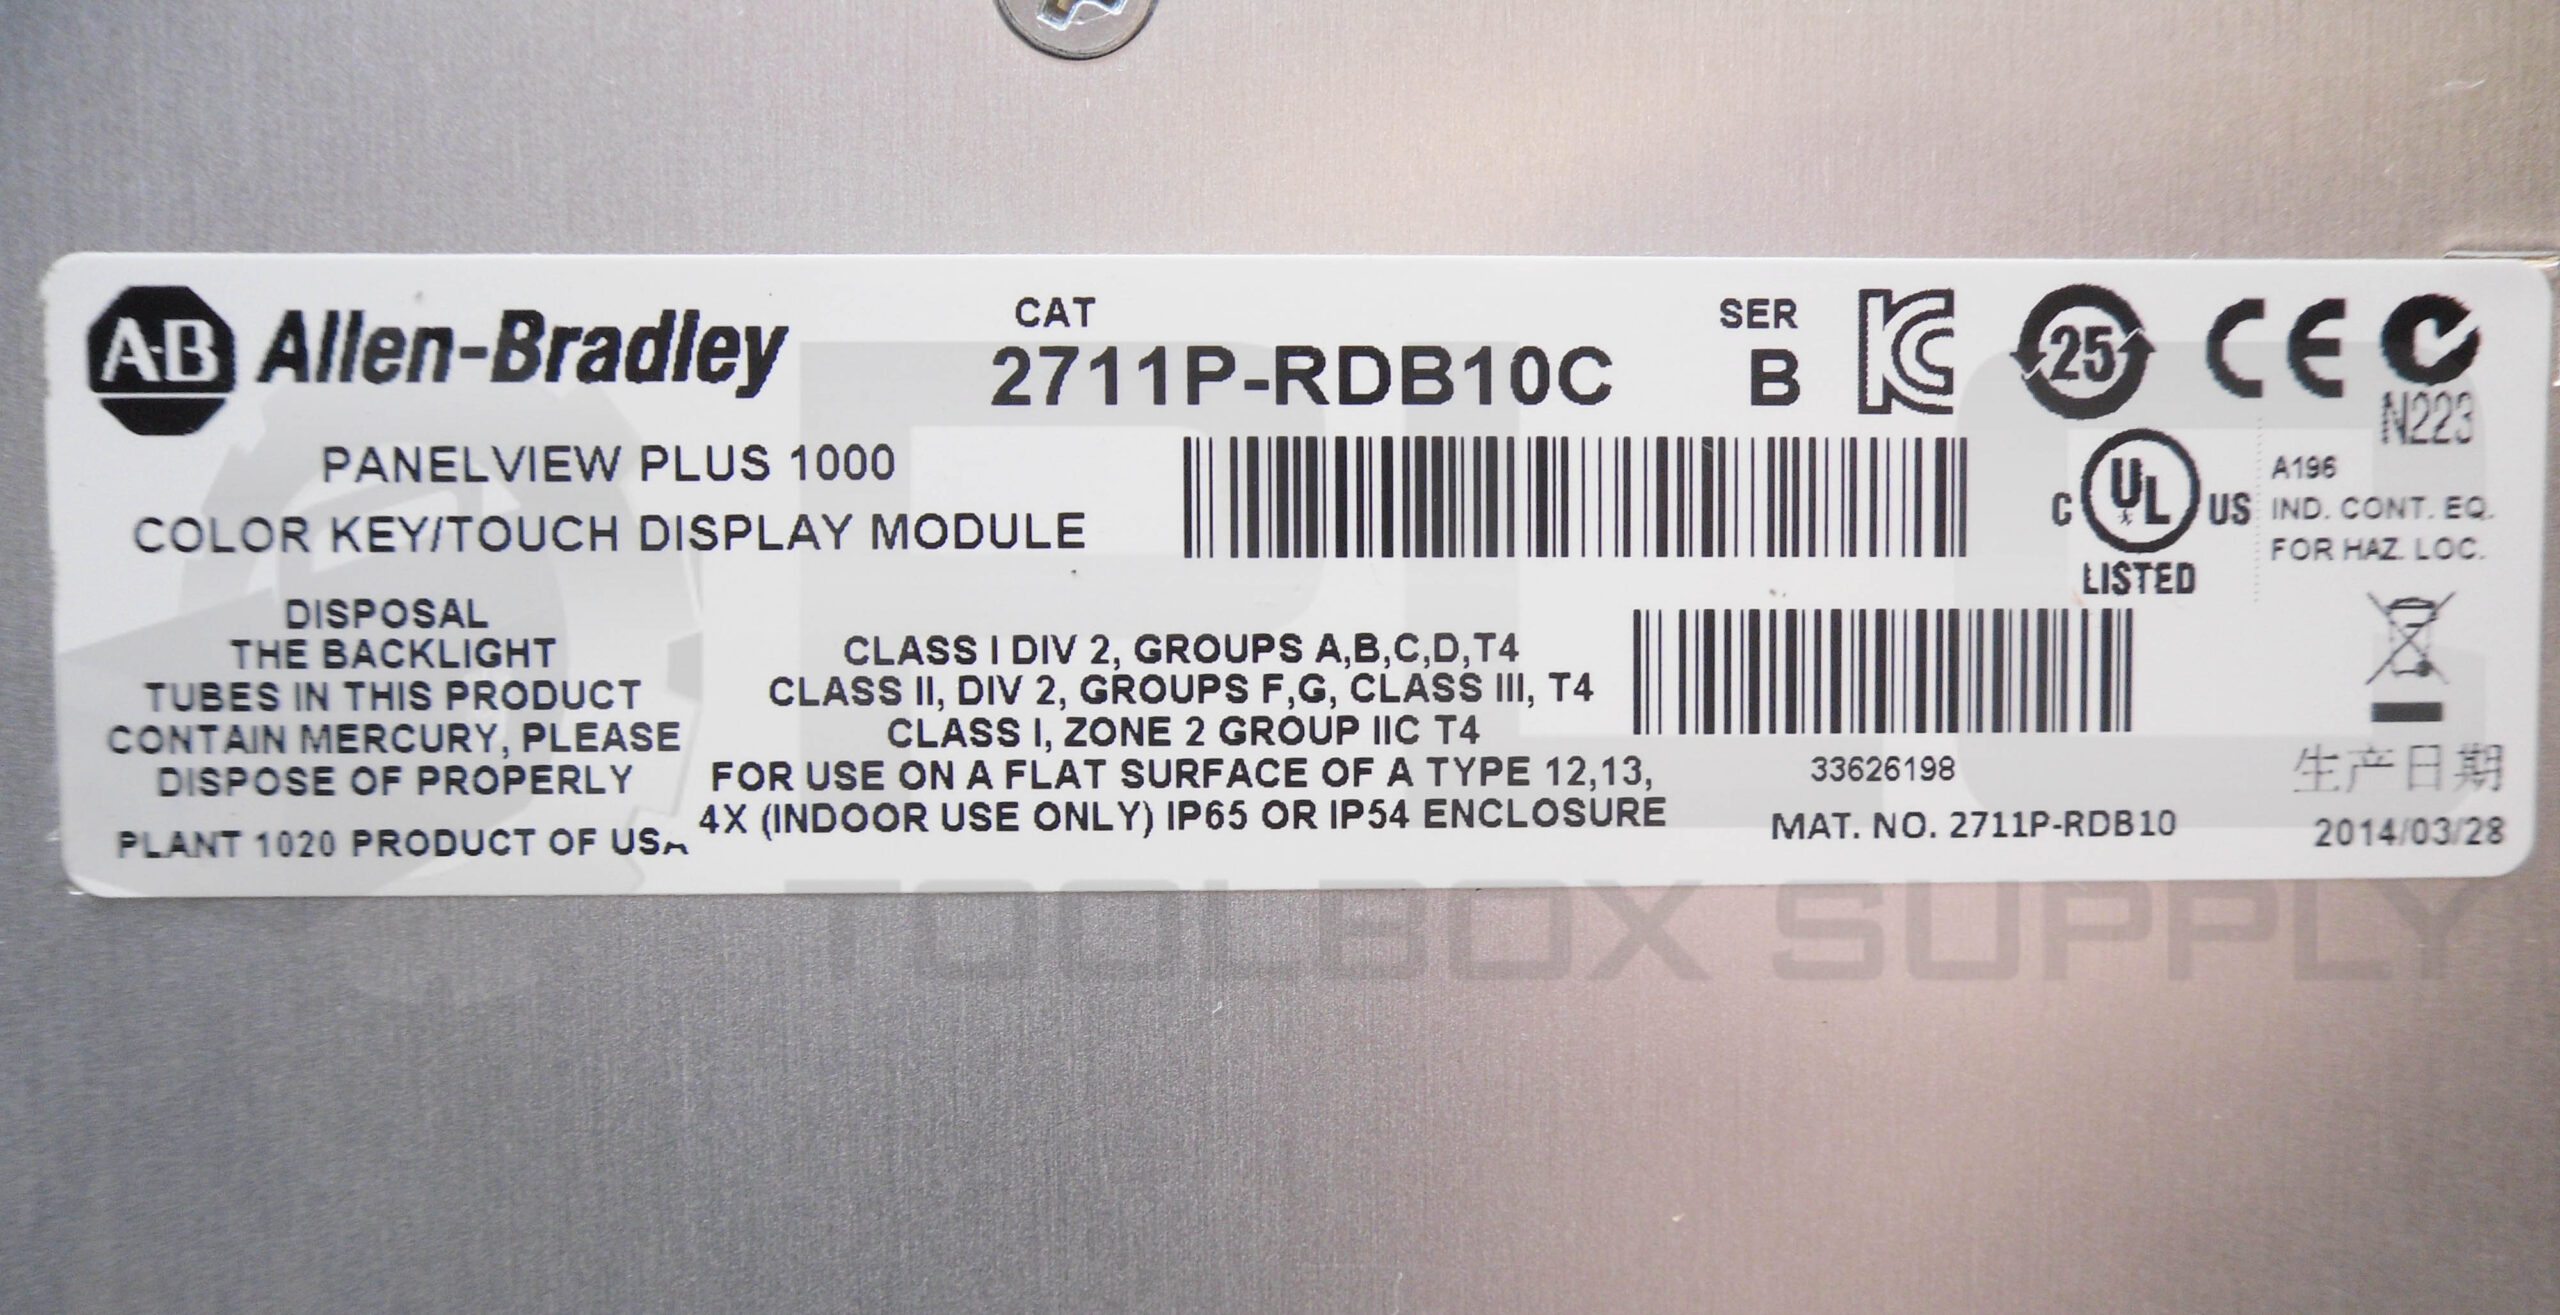 A-B Allen-Bradley
CAT
2711P-RDB10C
SER
B
25
CE
N223
PANELVIEW PLUS 1000
COLOR KEY/TOUCH DISPLAY MODULE
C UL US
LISTED
A196
IND. CONT. EQ.
FOR HAZ. LOC.
DISPOSAL
THE BACKLIGHT
TUBES IN THIS PRODUCT
CONTAIN MERCURY, PLEASE
DISPOSE OF PROPERLY
PLANT 1020 PRODUCT OF USA
CLASS I DIV 2, GROUPS A,B,C,D,T4
CLASS II, DIV 2, GROUPS F,G, CLASS III, T4
CLASS I, ZONE 2 GROUP IIC T4
FOR USE ON A FLAT SURFACE OF A TYPE 12,13,
4X (INDOOR USE ONLY) IP65 OR IP54 ENCLOSURE
33626198
MAT. NO. 2711P-RDB10
生产日期
2014/03/28
PLC
TOOLBOX SUPPLY